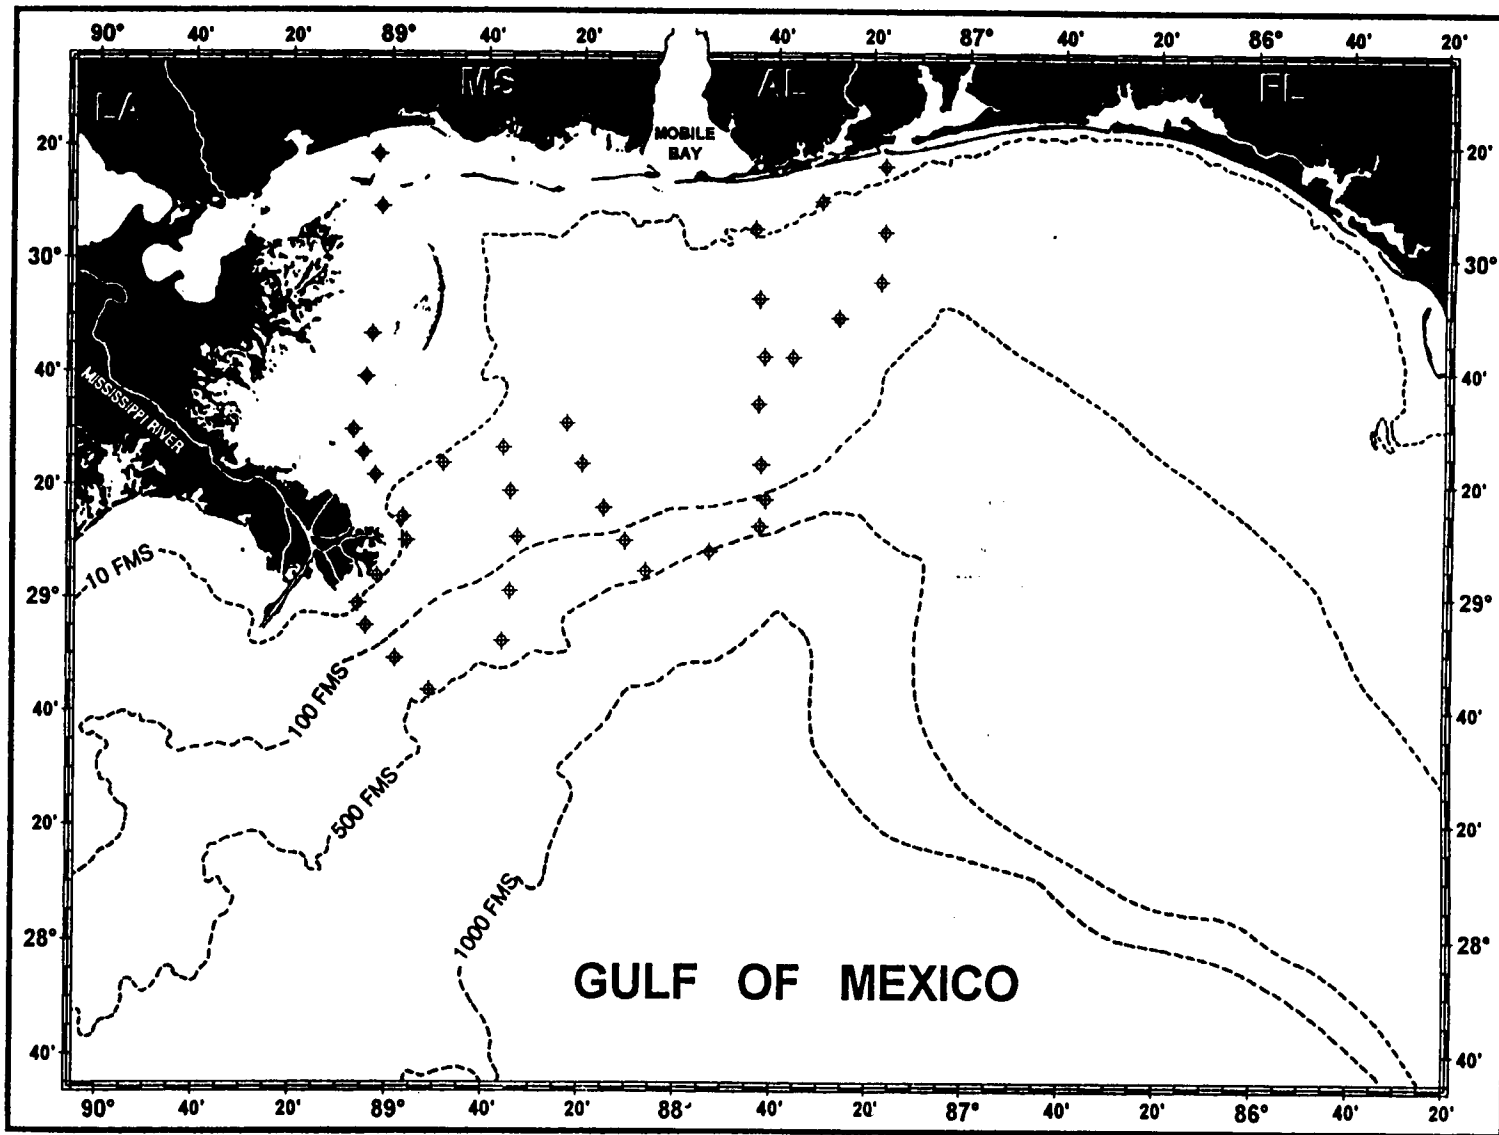 90° 40' 20' 89° 40' 20' 40' 20' 87° 40' 20' 86° 40' 20'
LA
MS
AL
FL
MOBILE
BAY
20'
20'
30°
30°
40'
40'
MISSISSIPPI RIVER
20'
20'
10 FMS
29°
29°
100 FMS
40'
40'
500 FMS
20'
20'
1000 FMS
28°
28°
GULF OF MEXICO
40'
40'
90° 40' 20' 89° 40' 20' 88° 40' 20' 87° 40' 20' 86° 40' 20'